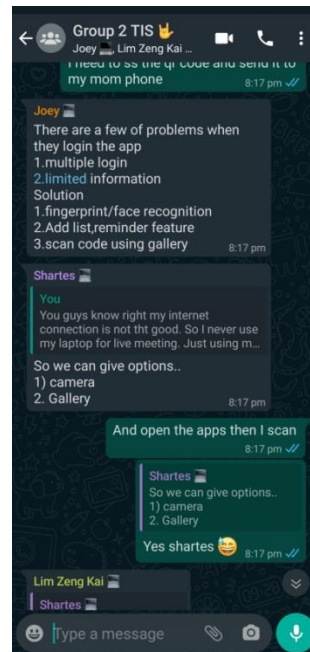 Group 2 TIS 🤘
Joey 💻, Lim Zeng Kai ...
I need to ss the qr code and send it to
my mom phone
8:17 pm
Joey
There are a few of problems when
they login the app
1.multiple login
2.limited information
Solution
1.fingerprint/face recognition
2.Add list,reminder feature
3.scan code using gallery
8:17 pm
Shartes
You
You guys know right my internet
connection is not tht good. So I never use
my laptop for live meeting. Just using m...
So we can give options..
1) camera
2. Gallery
8:17 pm
And open the apps then I scan
8:17 pm
Shartes
So we can give options..
1) camera
2. Gallery
Yes shartes 😅
8:17 pm
Lim Zeng Kai
Shartes
Type a message